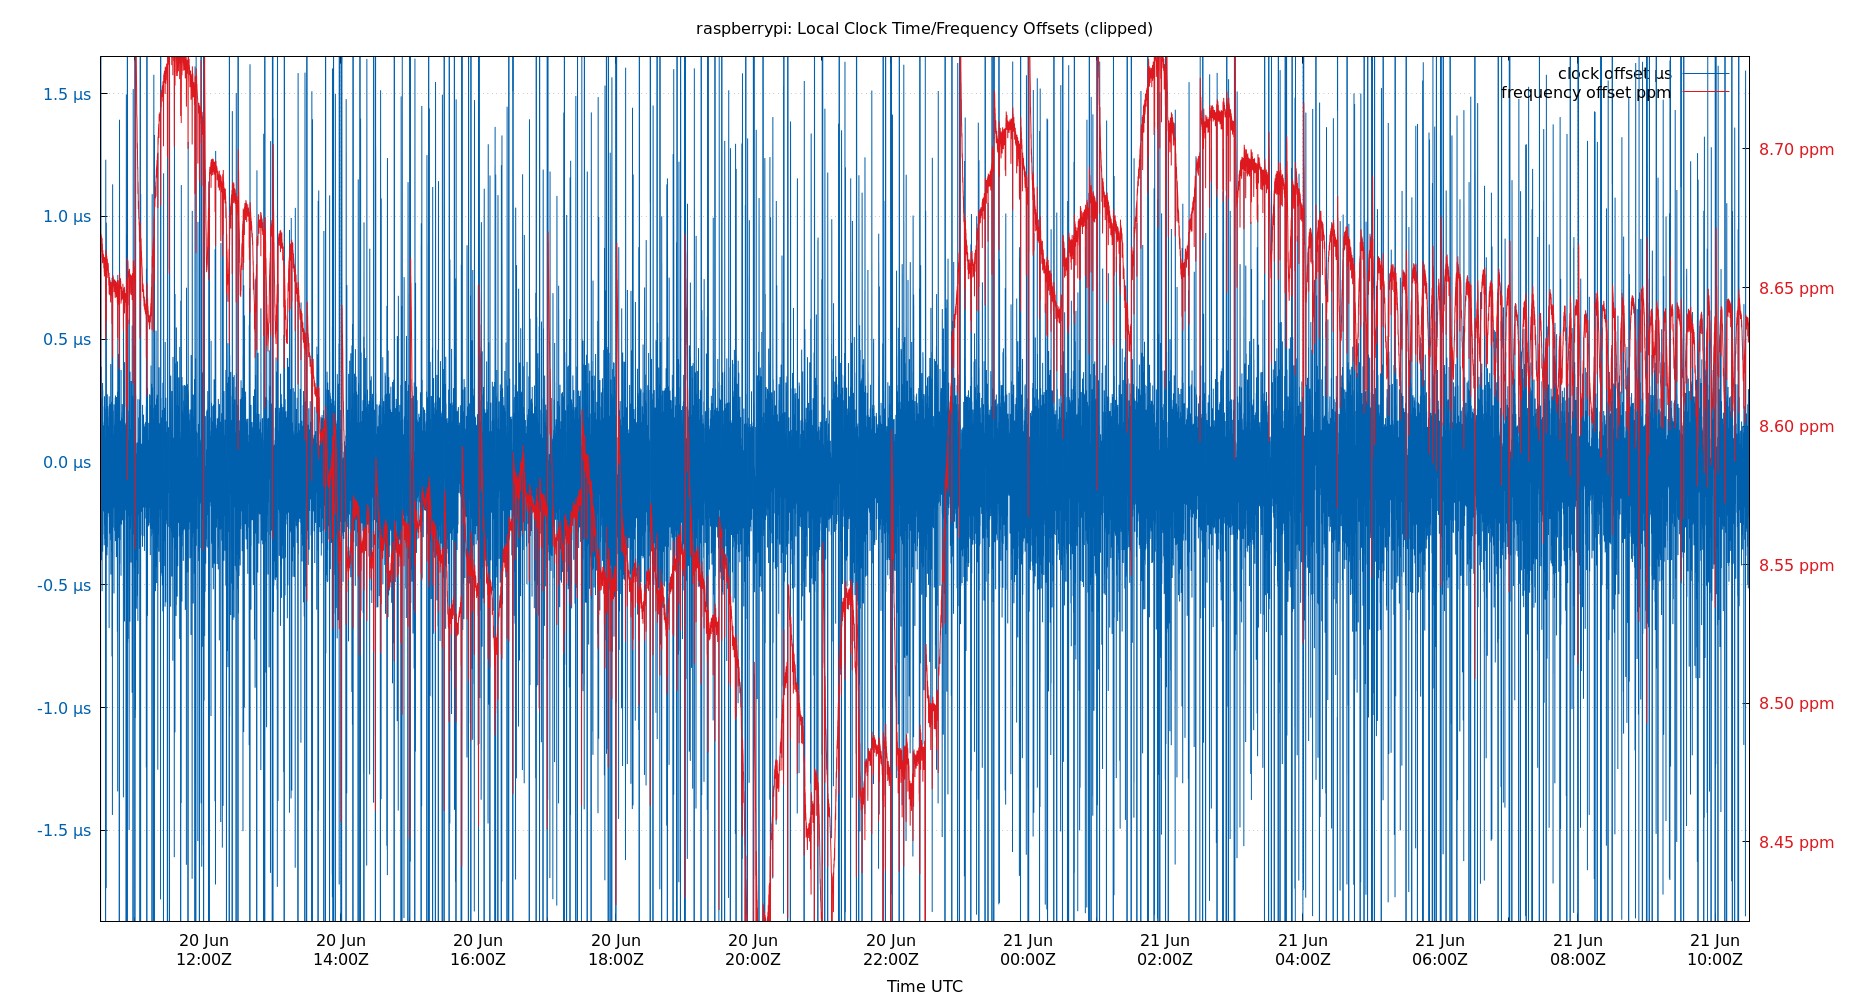 raspberrypi: Local Clock Time/Frequency Offsets (clipped)
clock offset µs
frequency offset ppm
1.5 µs
1.0 µs
0.5 µs
0.0 µs
-0.5 µs
-1.0 µs
-1.5 µs
8.70 ppm
8.65 ppm
8.60 ppm
8.55 ppm
8.50 ppm
8.45 ppm
20 Jun
12:00Z
20 Jun
14:00Z
20 Jun
16:00Z
20 Jun
18:00Z
20 Jun
20:00Z
20 Jun
22:00Z
21 Jun
00:00Z
21 Jun
02:00Z
21 Jun
04:00Z
21 Jun
06:00Z
21 Jun
08:00Z
21 Jun
10:00Z
Time UTC